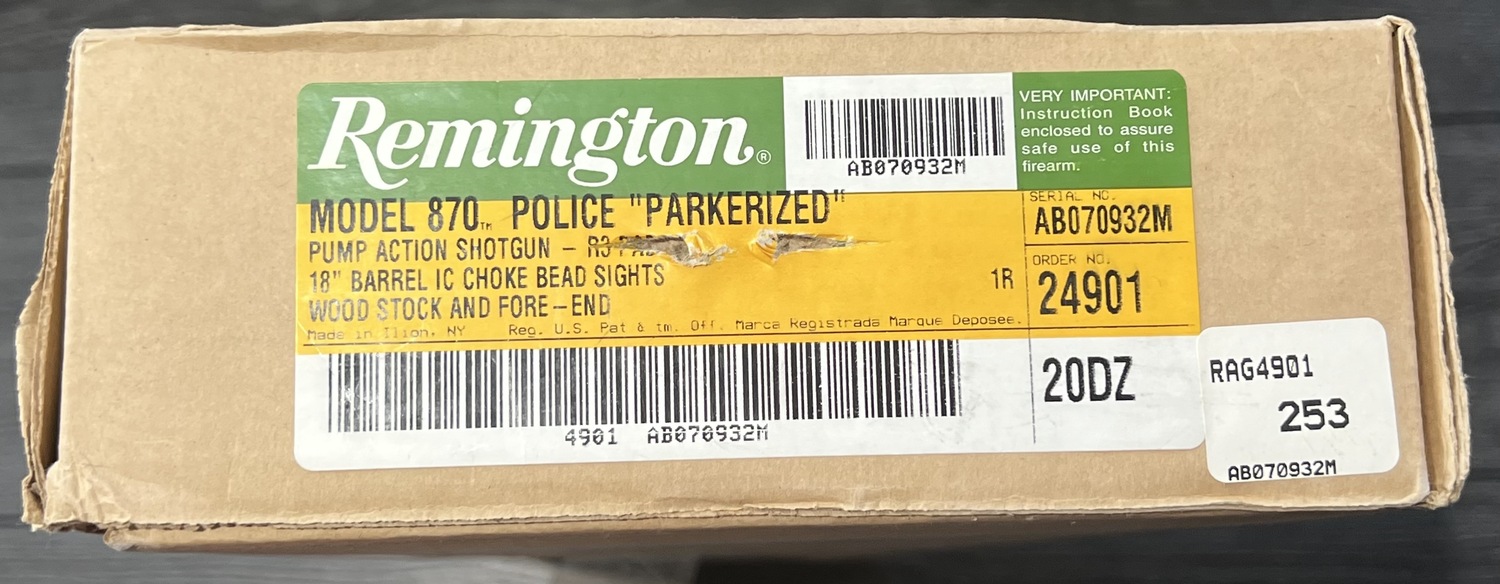 Remington®
AB070932M
VERY IMPORTANT:
Instruction Book
enclosed to assure
safe use of this
firearm.
MODEL 870™ POLICE "PARKERIZED"
PUMP ACTION SHOTGUN – R3 PAD
18" BARREL IC CHOKE BEAD SIGHTS
1R
WOOD STOCK AND FORE–END
Made in Ilion, NY Reg. U.S. Pat & tm. Off. Marca Registrada Marque Deposee.
SERIAL NO.
AB070932M
ORDER NO.
24901
4901 AB070932M
20DZ
RAG4901
253
AB070932M